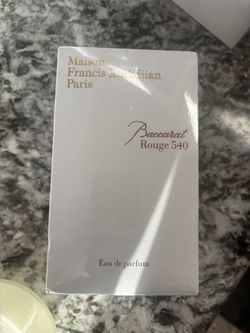 Maison
Francis Kurkdjian
Paris
Baccarat
Rouge 540
Eau de parfum